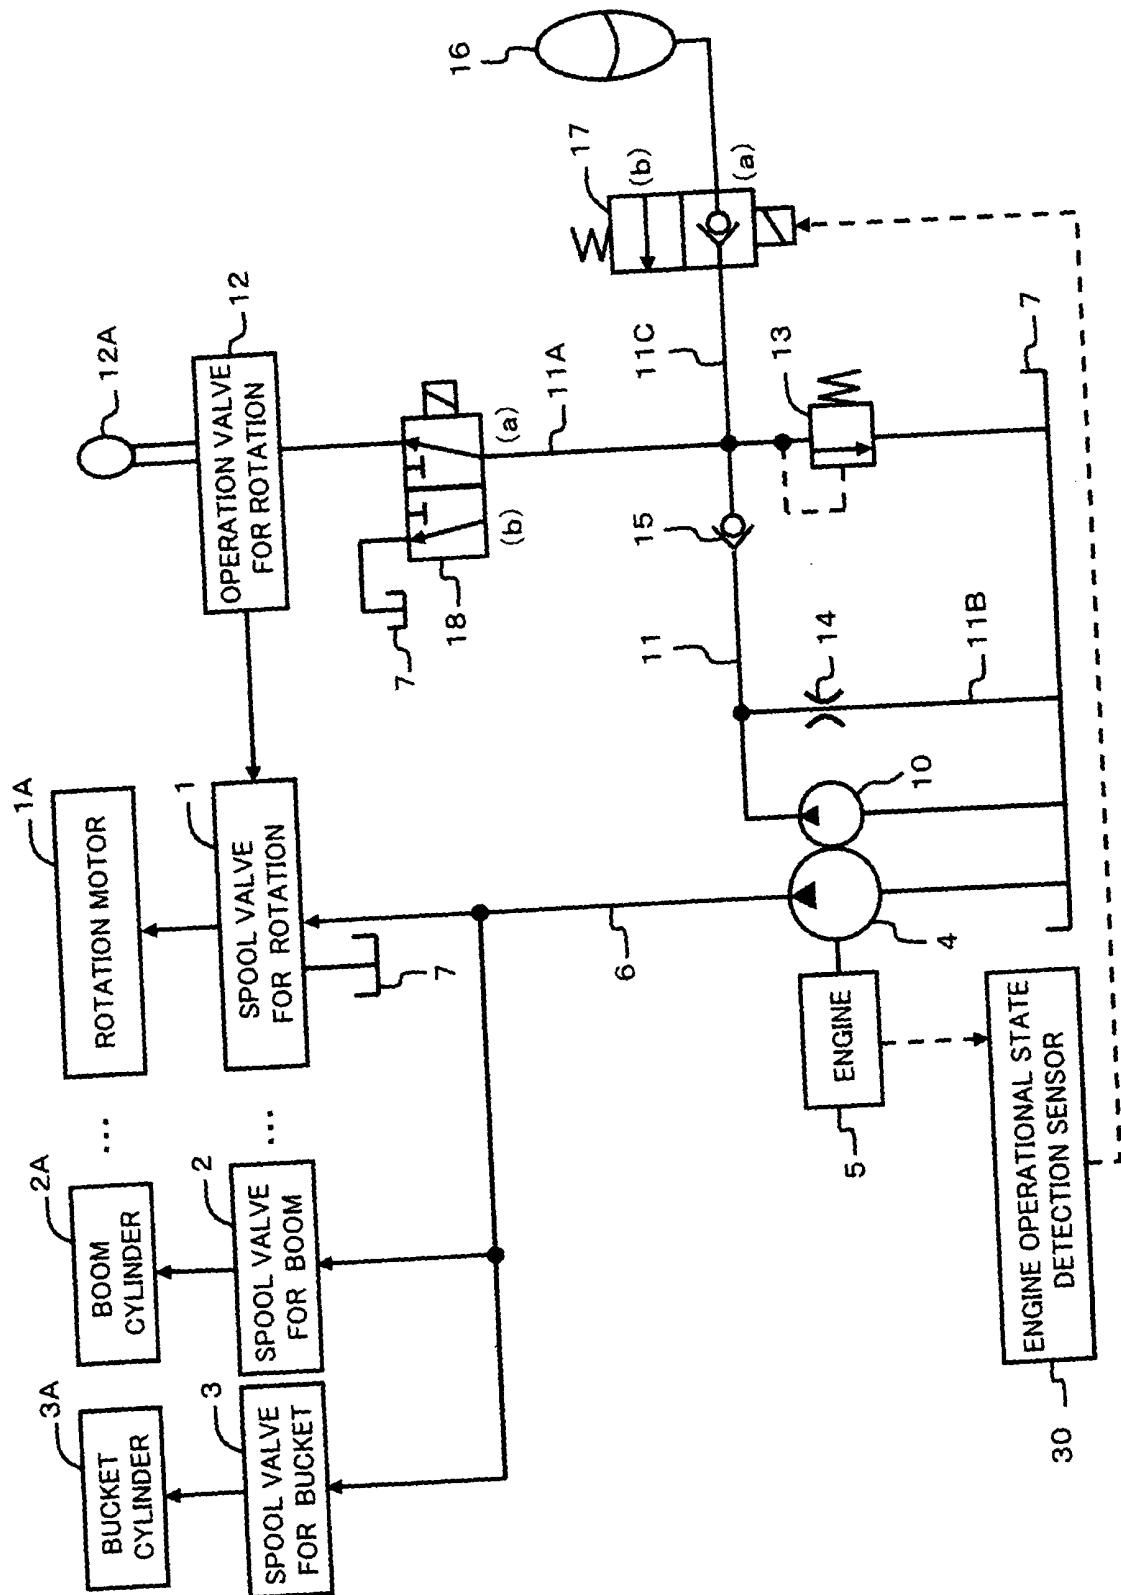 BUCKET
CYLINDER
3A
BOOM
CYLINDER
2A
...
ROTATION MOTOR
1A
12A
SPOOL VALVE
FOR BUCKET
3
SPOOL VALVE
FOR BOOM
2
...
SPOOL VALVE
FOR ROTATION
1
OPERATION VALVE
FOR ROTATION
12
7
7
18
(b)
(a)
11A
16
17
(b)
(a)
6
11
15
11C
13
ENGINE
5
4
10
14
11B
7
ENGINE OPERATIONAL STATE
DETECTION SENSOR
30